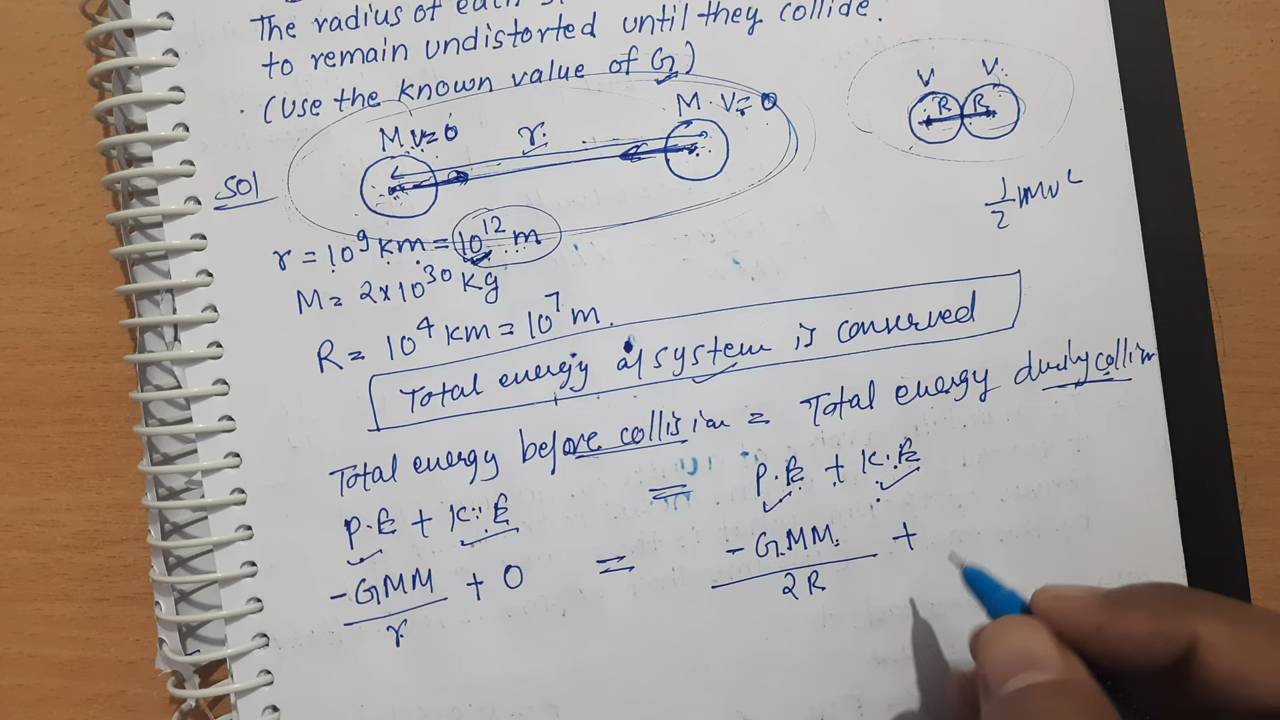 The radius of each
to remain undistorted until they collide.
(Use the known value of G)
M V=0 r M V=0
V V
R R
Sol
1/2 mv²
r = 10⁹ km = 10¹² m
M = 2×10³⁰ kg
R = 10⁴ km = 10⁷ m.
Total energy of system is conserved
Total energy before collision = Total energy during collision
P.E + K.E = P.E + K.E
-GMM/r + 0 = -GMM/2R +